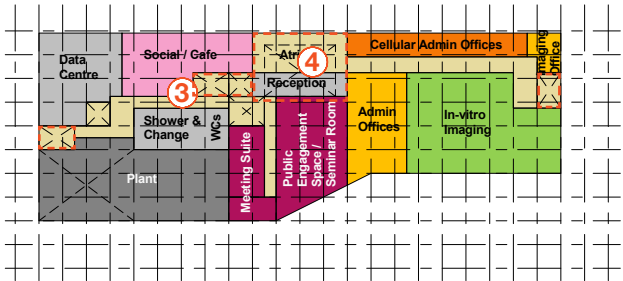 Data
Centre
Social / Cafe
3
Atri
4
Reception
Cellular Admin Offices
Imaging
Office
Shower &
Change
WCs
Admin
Offices
In-vitro
Imaging
Plant
Meeting Suite
Public
Engagement
Space /
Seminar Room